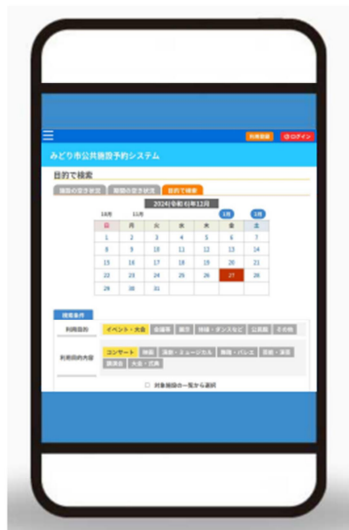 利用登録 ログイン
みどり市公共施設予約システム
目的で検索
施設の空き状況 期間の空き状況 目的で検索
2024(令和6)年12月
10月 11月 1月 2月
日 月 火 水 木 金 土
1 2 3 4 5 6 7
8 9 10 11 12 13 14
15 16 17 18 19 20 21
22 23 24 25 26 27 28
29 30 31
検索条件
利用目的 イベント・大会 会議等 展示 体操・ダンスなど 公民館 その他
利用目的内容 コンサート 映画 演劇・ミュージカル 舞踊・バレエ 芸能・演芸
講演会 大会・式典
対象施設の一覧から選択